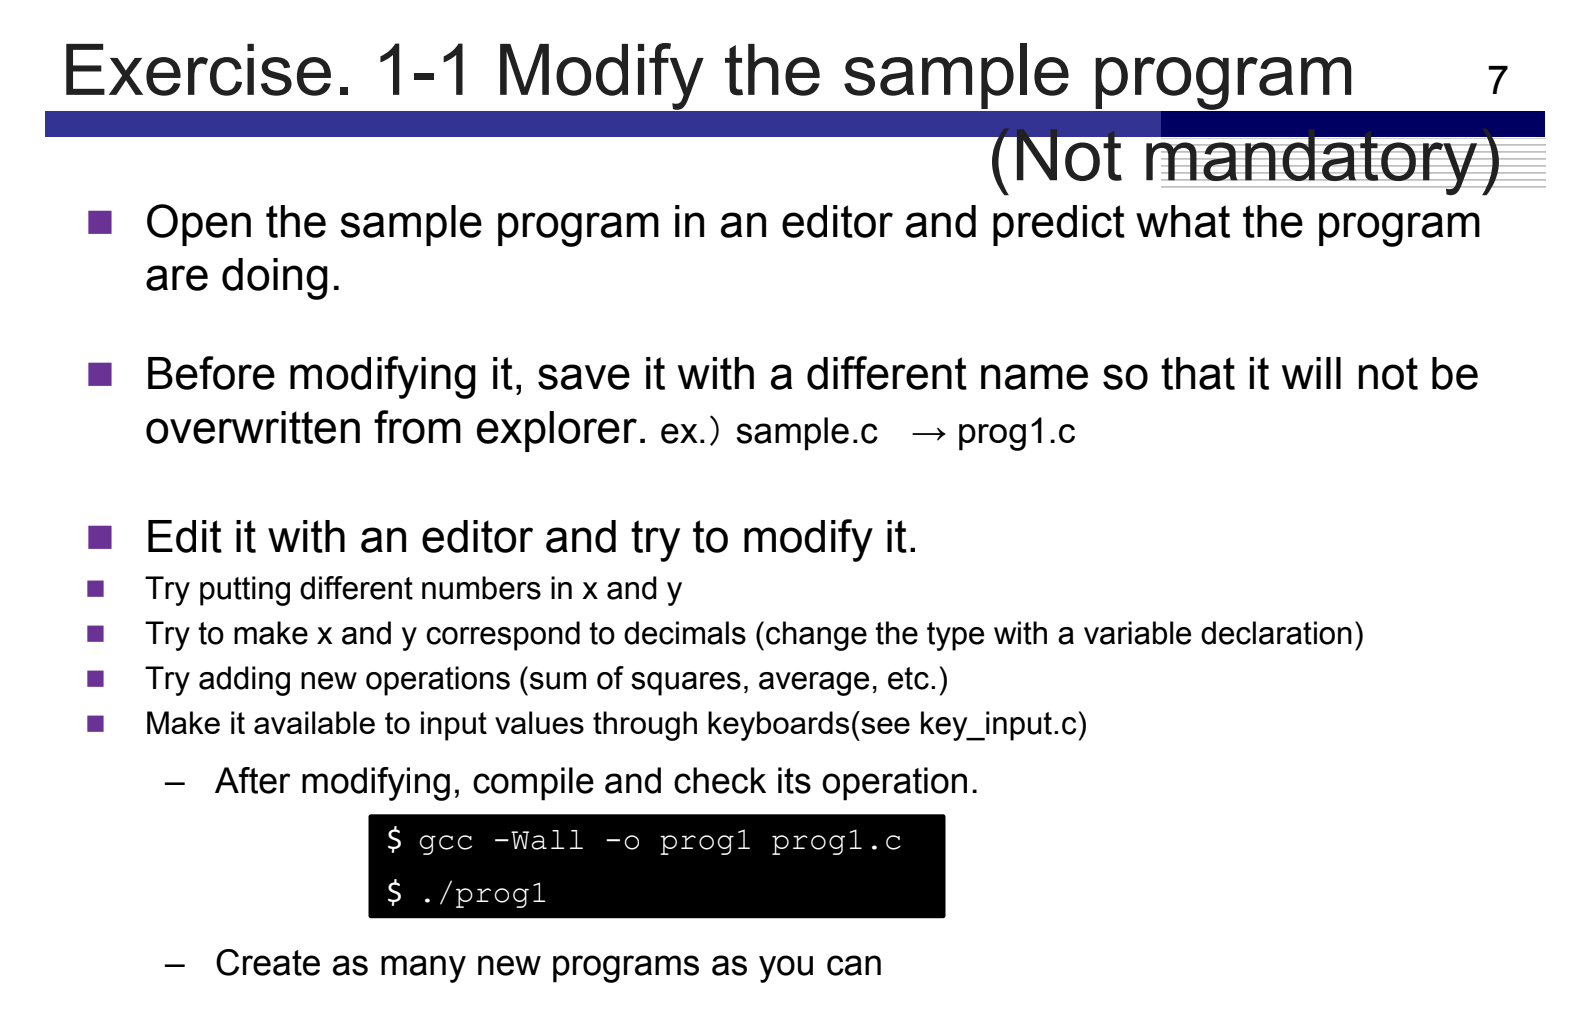 Exercise. 1-1 Modify the sample program
7
(Not mandatory)
Open the sample program in an editor and predict what the program
are doing.
Before modifying it, save it with a different name so that it will not be
overwritten from explorer. ex.）sample.c → prog1.c
Edit it with an editor and try to modify it.
Try putting different numbers in x and y
Try to make x and y correspond to decimals (change the type with a variable declaration)
Try adding new operations (sum of squares, average, etc.)
Make it available to input values through keyboards(see key_input.c)
– After modifying, compile and check its operation.
$ gcc -Wall -o prog1 prog1.c
$ ./prog1
– Create as many new programs as you can